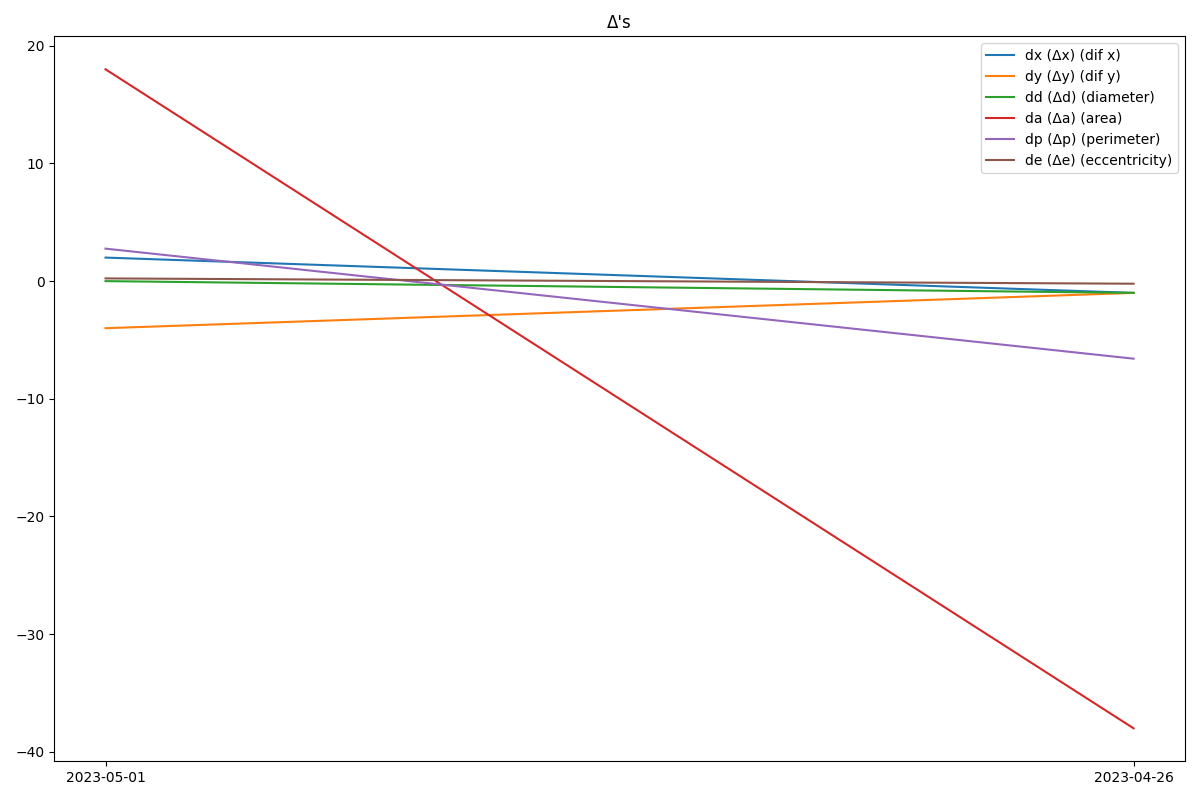 Δ's
20
10
0
−10
−20
−30
−40
2023-05-01
2023-04-26
dx (Δx) (dif x)
dy (Δy) (dif y)
dd (Δd) (diameter)
da (Δa) (area)
dp (Δp) (perimeter)
de (Δe) (eccentricity)